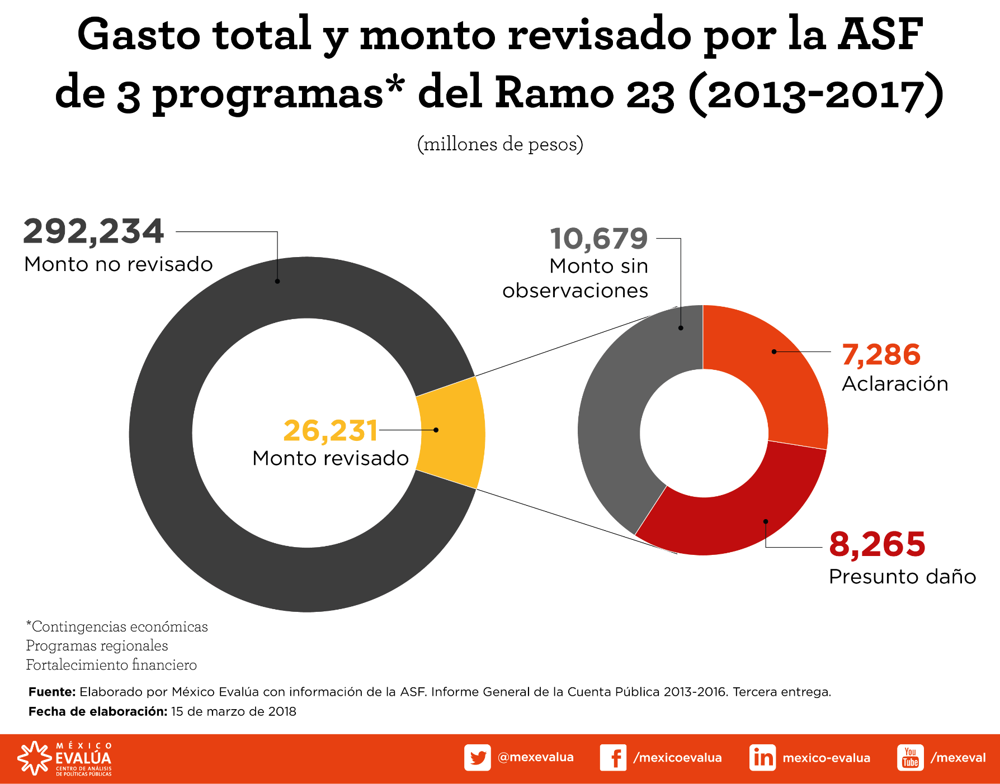 Gasto total y monto revisado por la ASF
de 3 programas* del Ramo 23 (2013-2017)
(millones de pesos)
292,234
Monto no revisado
26,231
Monto revisado
10,679
Monto sin
observaciones
7,286
Aclaración
8,265
Presunto daño
*Contingencias económicas
Programas regionales
Fortalecimiento financiero
Fuente: Elaborado por México Evalúa con información de la ASF. Informe General de la Cuenta Pública 2013-2016. Tercera entrega.
Fecha de elaboración: 15 de marzo de 2018
MÉXICO
EVALÚA
CENTRO DE ANÁLISIS
DE POLÍTICAS PÚBLICAS
@mexevalua
f /mexicoevalua
in mexico-evalua
You
Tube
/mexeval